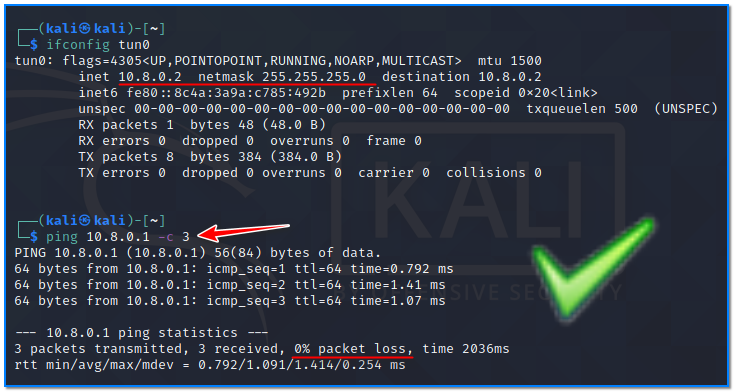 ┌──(kali㉿kali)-[~]
└─$ ifconfig tun0
tun0: flags=4305<UP,POINTOPOINT,RUNNING,NOARP,MULTICAST>  mtu 1500
        inet 10.8.0.2  netmask 255.255.255.0  destination 10.8.0.2
        inet6 fe80::8c4a:3a9a:c785:492b  prefixlen 64  scopeid 0×20<link>
        unspec 00-00-00-00-00-00-00-00-00-00-00-00-00-00-00-00  txqueuelen 500  (UNSPEC)
        RX packets 1  bytes 48 (48.0 B)
        RX errors 0  dropped 0  overruns 0  frame 0
        TX packets 8  bytes 384 (384.0 B)
        TX errors 0  dropped 0 overruns 0  carrier 0  collisions 0
KALI
┌──(kali㉿kali)-[~]
└─$ ping 10.8.0.1 -c 3
PING 10.8.0.1 (10.8.0.1) 56(84) bytes of data.
64 bytes from 10.8.0.1: icmp_seq=1 ttl=64 time=0.792 ms
64 bytes from 10.8.0.1: icmp_seq=2 ttl=64 time=1.41 ms
64 bytes from 10.8.0.1: icmp_seq=3 ttl=64 time=1.07 ms
--- 10.8.0.1 ping statistics ---
3 packets transmitted, 3 received, 0% packet loss, time 2036ms
rtt min/avg/max/mdev = 0.792/1.091/1.414/0.254 ms